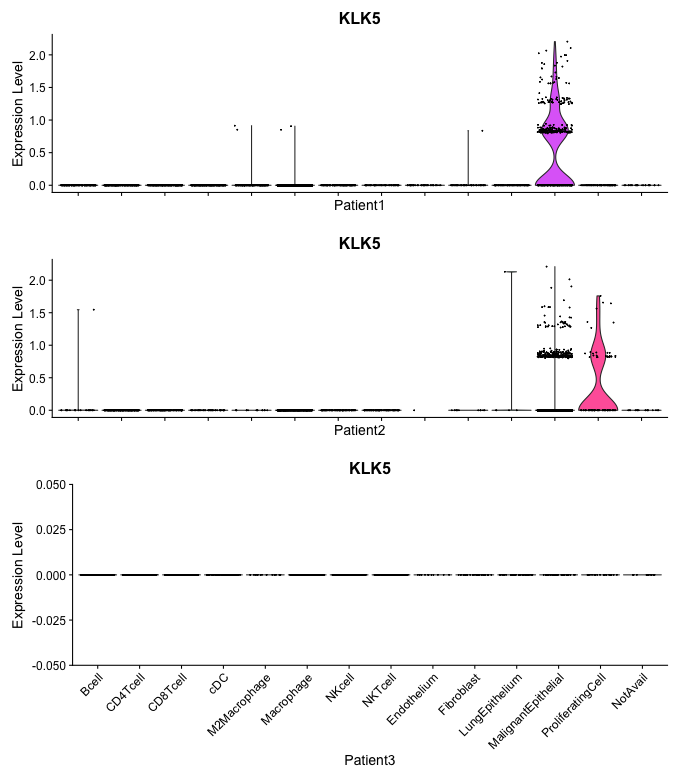 KLK5
Expression Level
2.0
1.5
1.0
0.5
0.0
Patient1
KLK5
Expression Level
2.0
1.5
1.0
0.5
0.0
Patient2
KLK5
Expression Level
0.050
0.025
0.000
-0.025
-0.050
Bcell
CD4Tcell
CD8Tcell
cDC
M2Macrophage
Macrophage
NKcell
NKTcell
Endothelium
Fibroblast
LungEpithelium
MalignantEpithelial
ProliferatingCell
NotAvail
Patient3